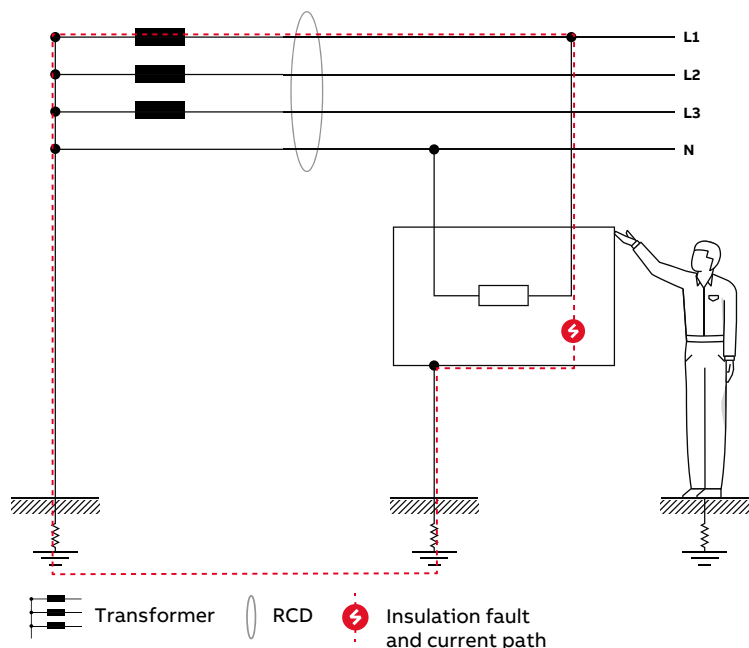 L1
L2
L3
N
Transformer
RCD
Insulation fault
and current path